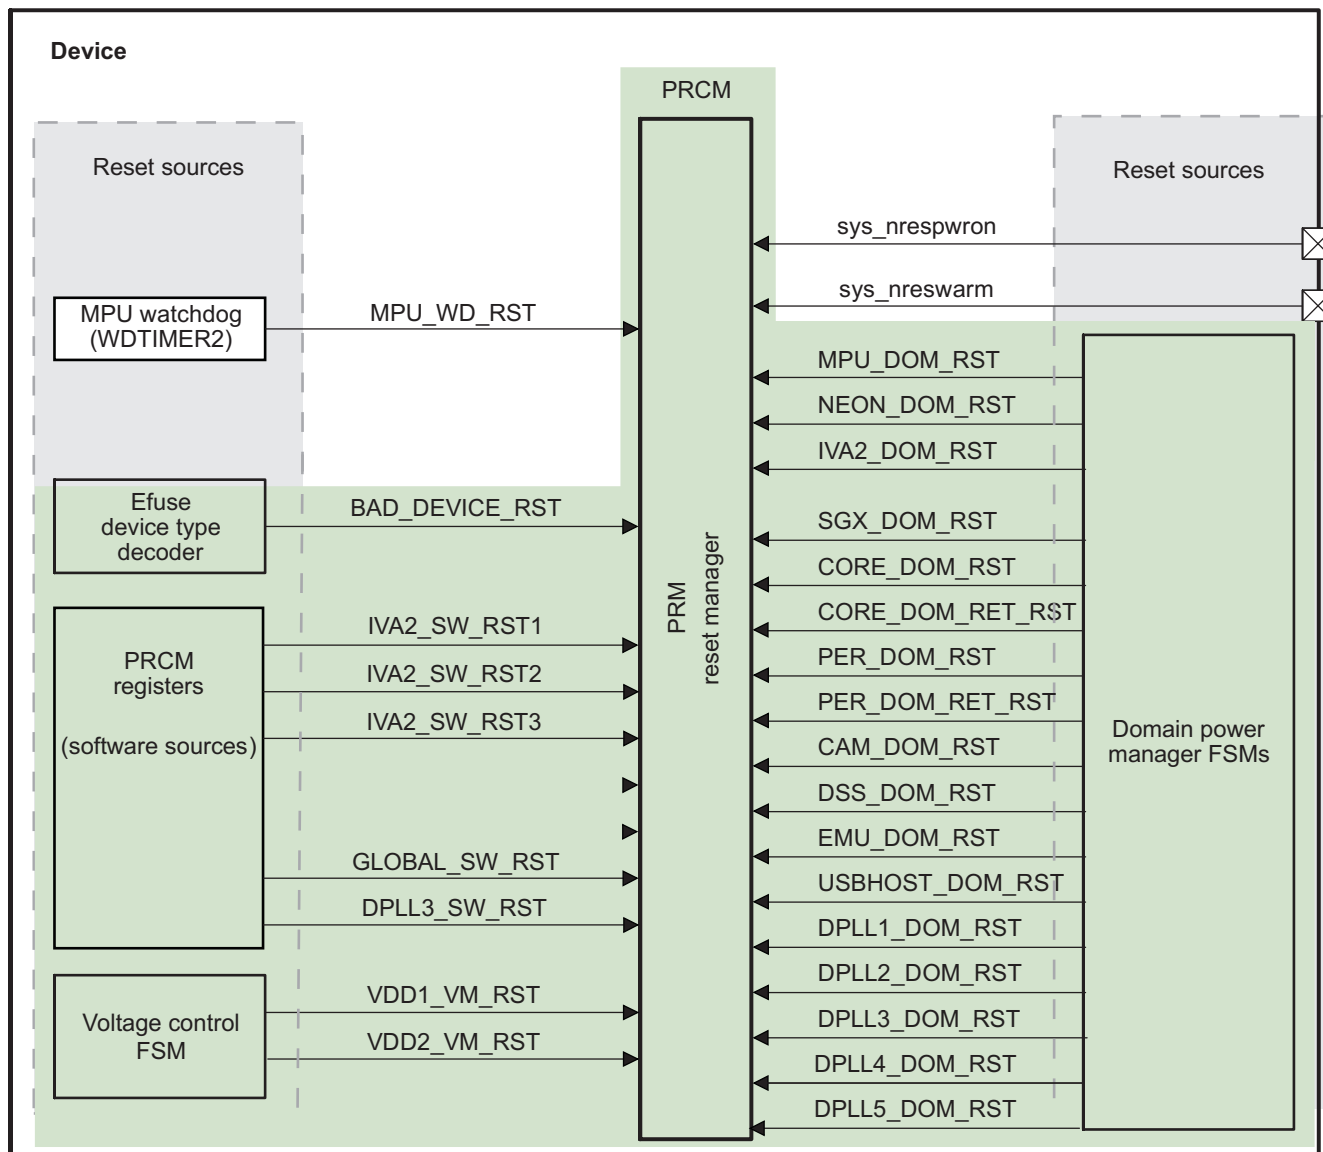 Device
PRCM
Reset sources
Reset sources
sys_nrespwron
sys_nreswarm
MPU watchdog
(WDTIMER2)
MPU_WD_RST
MPU_DOM_RST
NEON_DOM_RST
IVA2_DOM_RST
Efuse
device type
decoder
BAD_DEVICE_RST
SGX_DOM_RST
CORE_DOM_RST
CORE_DOM_RET_RST
PER_DOM_RST
PER_DOM_RET_RST
CAM_DOM_RST
DSS_DOM_RST
EMU_DOM_RST
USBHOST_DOM_RST
DPLL1_DOM_RST
DPLL2_DOM_RST
DPLL3_DOM_RST
DPLL4_DOM_RST
DPLL5_DOM_RST
PRM
reset manager
PRCM
registers
(software sources)
IVA2_SW_RST1
IVA2_SW_RST2
IVA2_SW_RST3
GLOBAL_SW_RST
DPLL3_SW_RST
Domain power
manager FSMs
Voltage control
FSM
VDD1_VM_RST
VDD2_VM_RST